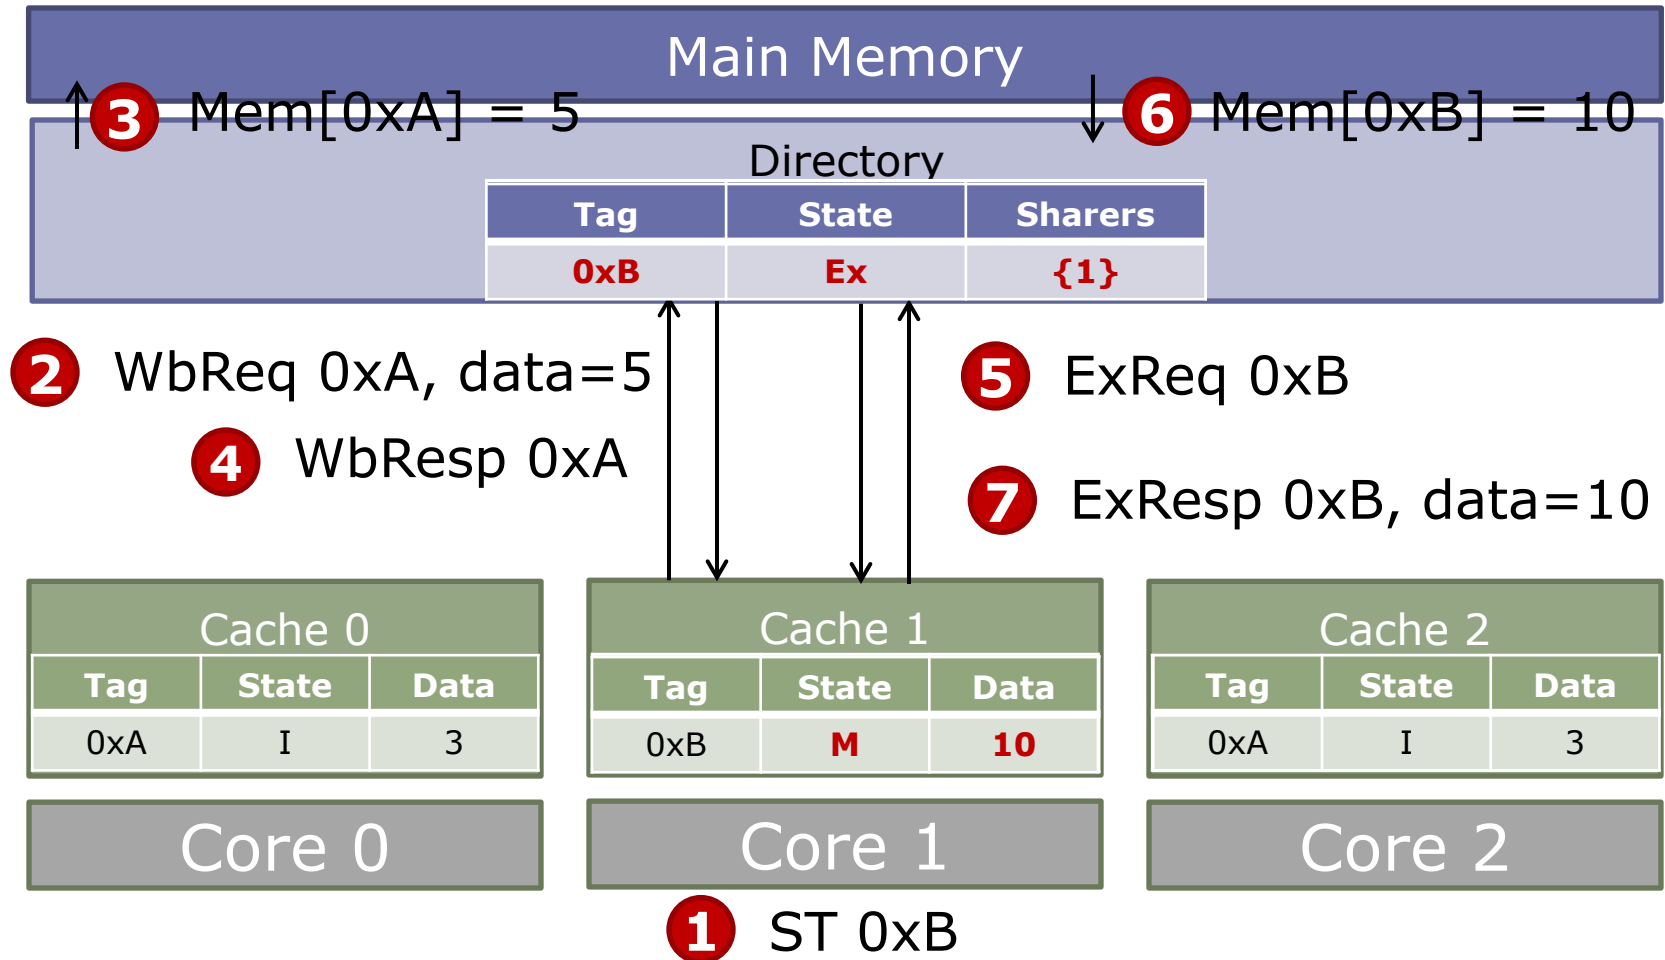 Main Memory
3 Mem[0xA] = 5
6 Mem[0xB] = 10
Directory
Tag State Sharers
0xB Ex {1}
2 WbReq 0xA, data=5
5 ExReq 0xB
4 WbResp 0xA
7 ExResp 0xB, data=10
Cache 0
Tag State Data
0xA I 3
Cache 1
Tag State Data
0xB M 10
Cache 2
Tag State Data
0xA I 3
Core 0
Core 1
Core 2
1 ST 0xB